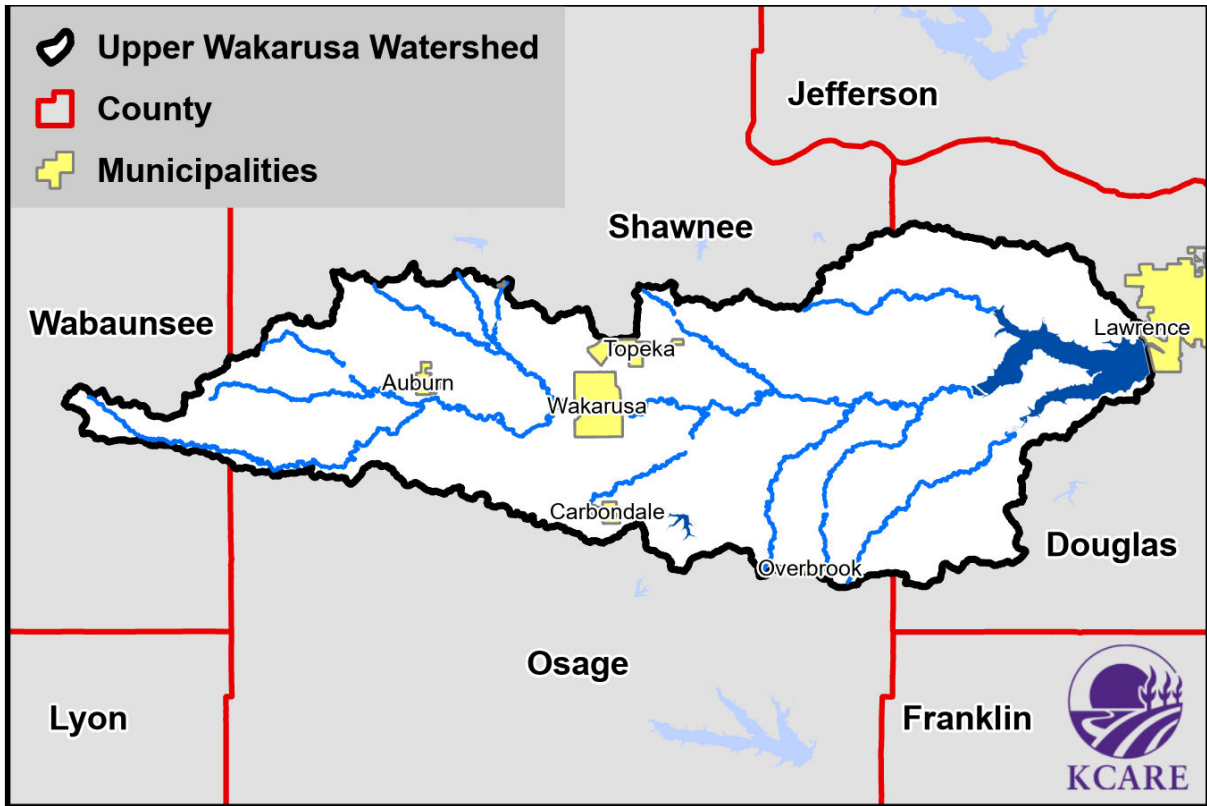 Upper Wakarusa Watershed
County
Municipalities
Jefferson
Shawnee
Wabaunsee
Lawrence
Topeka
Auburn
Wakarusa
Carbondale
Overbrook
Douglas
Osage
Lyon
Franklin
KCARE